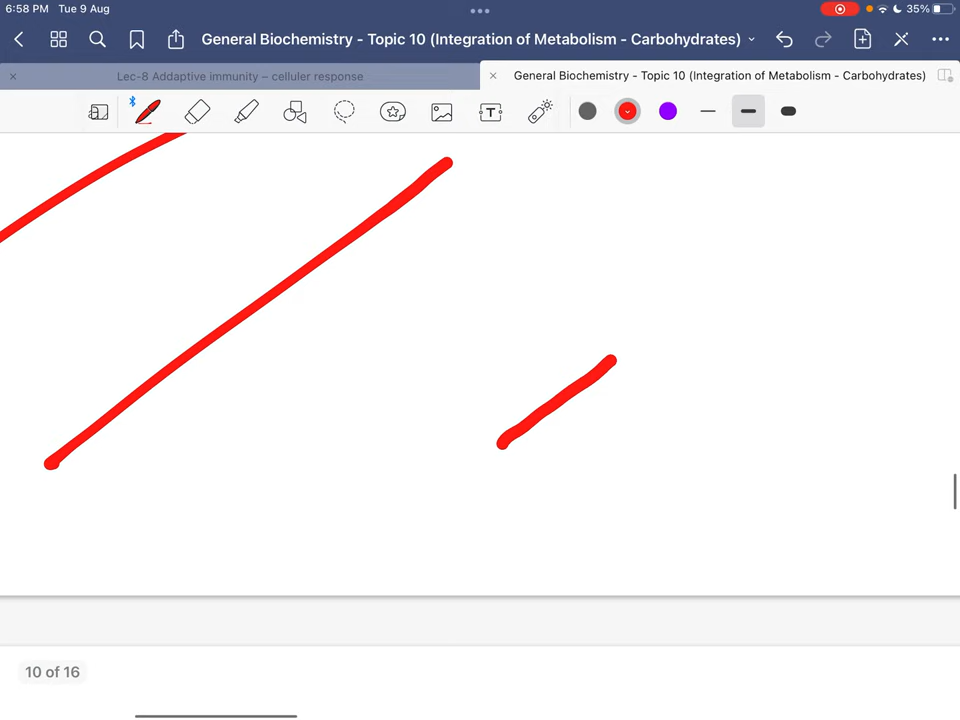 6:58 PM Tue 9 Aug
35%
General Biochemistry - Topic 10 (Integration of Metabolism - Carbohydrates)
Lec-8 Addaptive immunity – celluler response
General Biochemistry - Topic 10 (Integration of Metabolism - Carbohydrates)
T
10 of 16